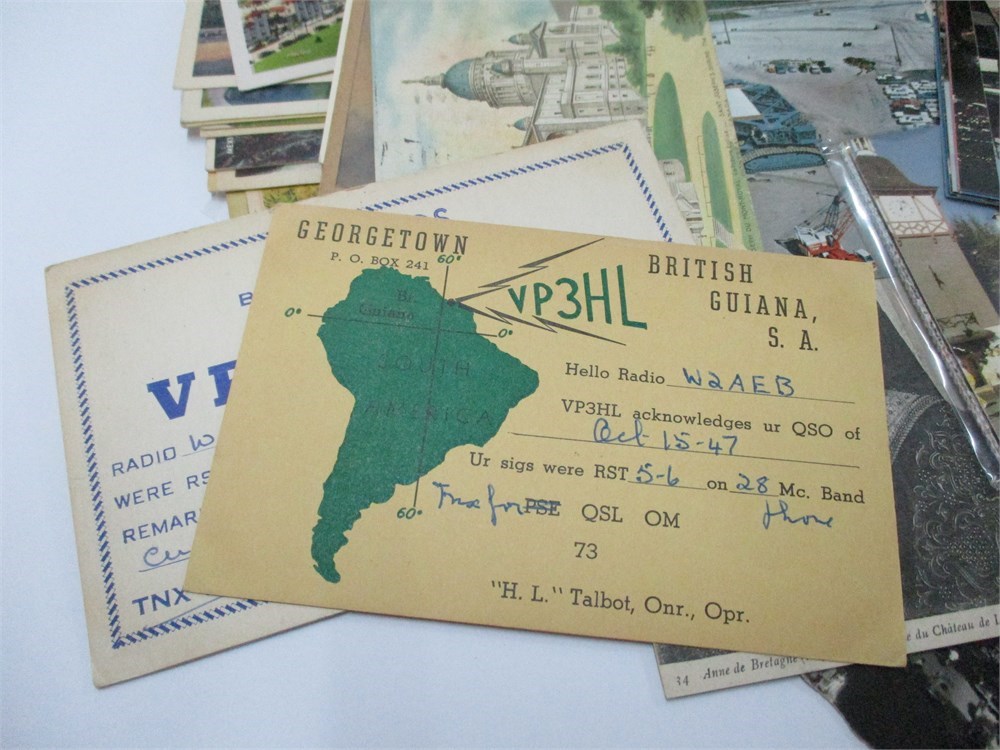 GEORGETOWN
P. O. BOX 241
BRITISH
GUIANA,
S. A.
60°
VP3HL
Br.
Guiana
0°
0°
SOUTH
AMERICA
60°
Hello Radio W2AEB
VP3HL acknowledges ur QSO of
Oct 15-47
Ur sigs were RST 5-6 on 28 Mc. Band
Tnx for PSE QSL OM phone
73
"H. L." Talbot, Onr., Opr.
VP
RADIO W
WERE RS
REMAR
TNX
34 Anne de Bretagne
e du Château de L